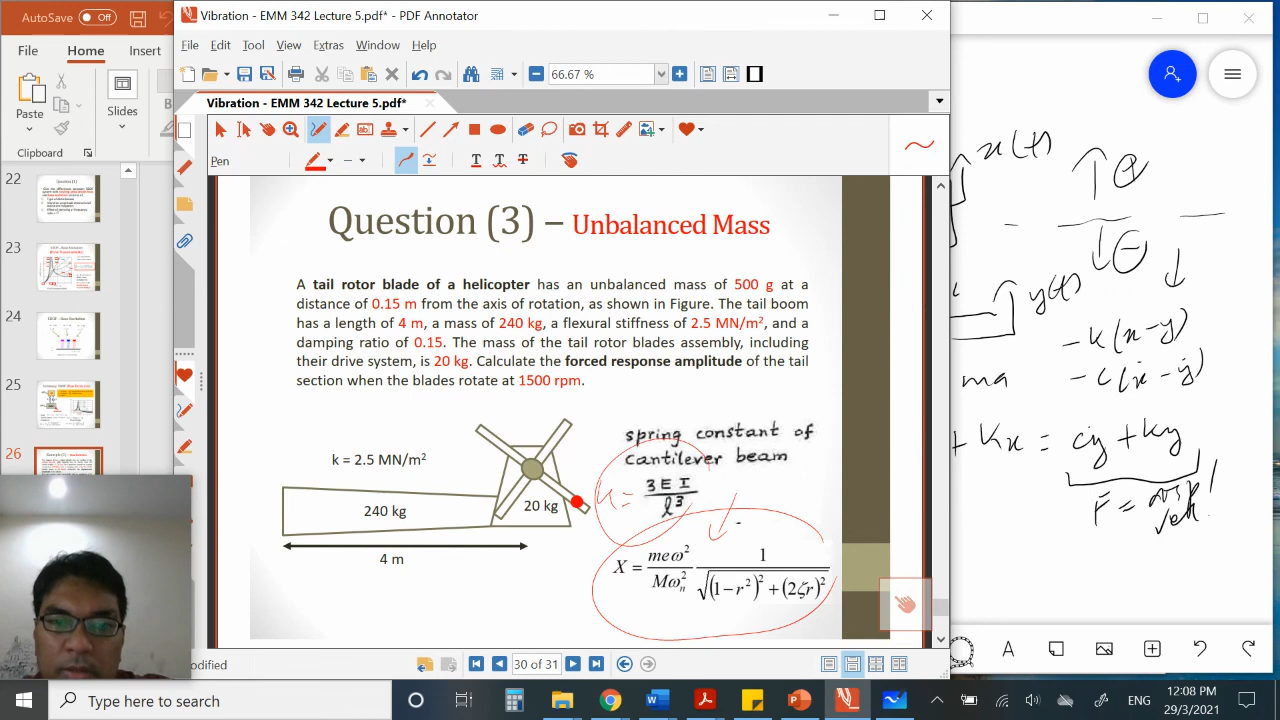 AutoSave Off
File Home Insert
Paste
Slides
Clipboard
22
23
24
25
26
Vibration - EMM 342 Lecture 5.pdf* - PDF Annotator
File Edit Tool View Extras Window Help
66.67 %
Vibration - EMM 342 Lecture 5.pdf*
Pen
Question (3) – Unbalanced Mass
A tail rotor blade of a helicopter has an unbalanced mass of 500 g at a
distance of 0.15 m from the axis of rotation, as shown in Figure. The tail boom
has a length of 4 m, a mass of 240 kg, a flexural stiffness of 2.5 MN/m², and a
damping ratio of 0.15. The mass of the tail rotor blades assembly, including
their drive system, is 20 kg. Calculate the forced response amplitude of the tail
section when the blades rotate at 1500 rpm.
k = 2.5 MN/m²
240 kg
20 kg
4 m
spring constant of
cantilever beam
k = 3EI / l³
X = meω² / Mωn² 1 / √((1−r²)² + (2ζr)²)
x(t)
⊕
⊖
y(t)
-k(x-y)
ma -c(ẋ-ẏ)
+ Kx = cẏ + ky
F =
odified
30 of 31
Type here to search
ENG
12:08 PM
29/3/2021